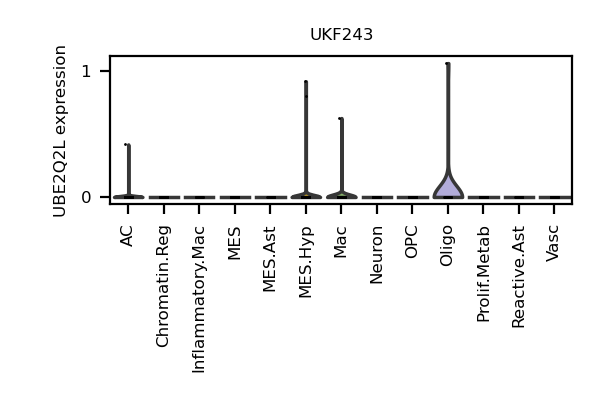 UKF243
UBE2Q2L expression
1
0
AC
Chromatin.Reg
Inflammatory.Mac
MES
MES.Ast
MES.Hyp
Mac
Neuron
OPC
Oligo
Prolif.Metab
Reactive.Ast
Vasc